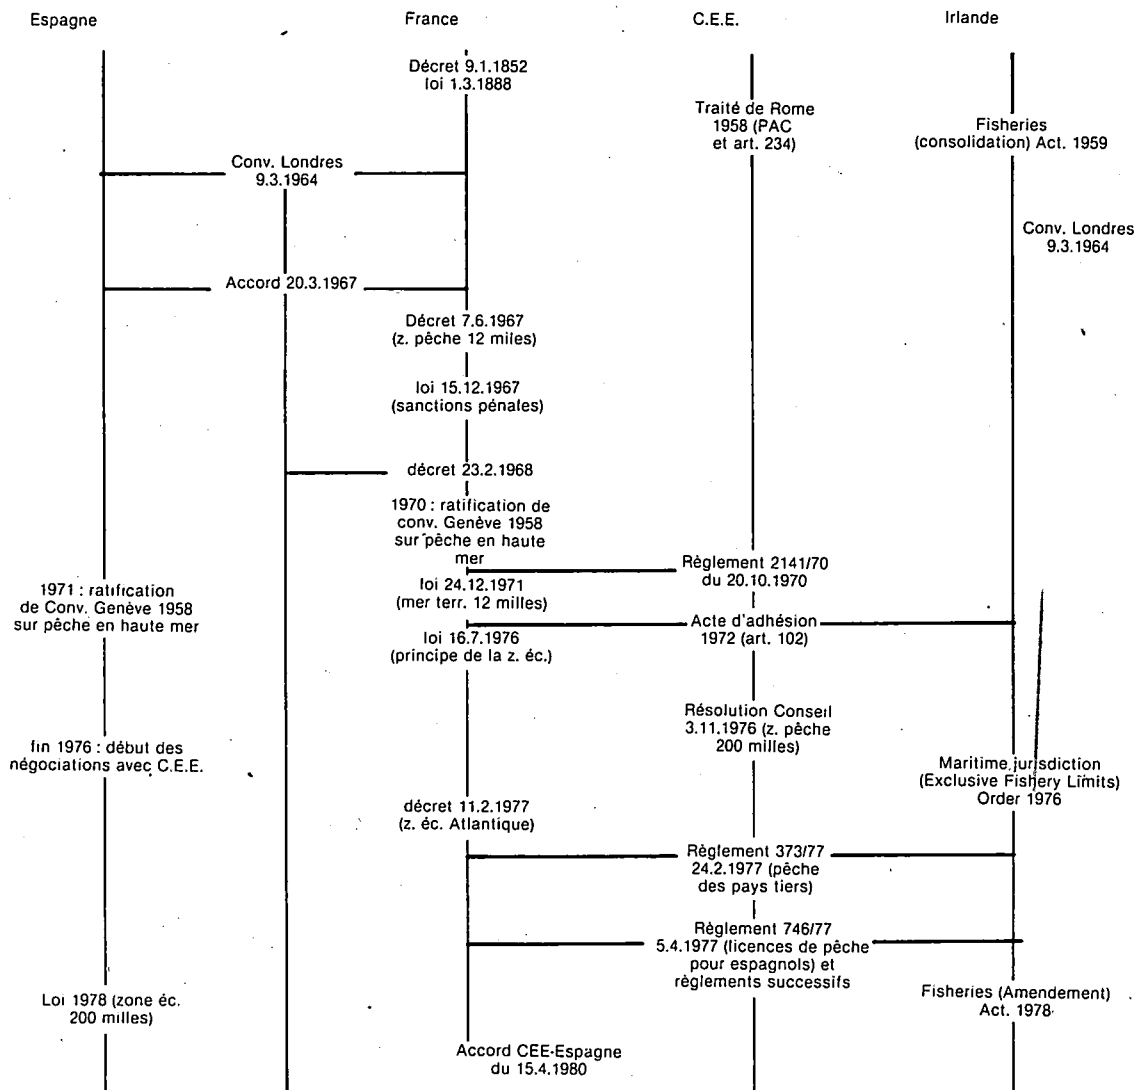 Espagne
France
C.E.E.
Irlande
Décret 9.1.1852
loi 1.3.1888
Traité de Rome
1958 (PAC
et art. 234)
Fisheries
(consolidation) Act. 1959
Conv. Londres
9.3.1964
Conv. Londres
9.3.1964
Accord 20.3.1967
Décret 7.6.1967
(z. pêche 12 miles)
loi 15.12.1967
(sanctions pénales)
décret 23.2.1968
1970 : ratification de
conv. Genève 1958
sur pêche en haute
mer
Règlement 2141/70
du 20.10.1970
1971 : ratification
de Conv. Genève 1958
sur pêche en haute mer
loi 24.12.1971
(mer terr. 12 milles)
Acte d'adhésion
1972 (art. 102)
loi 16.7.1976
(principe de la z. éc.)
Résolution Conseil
3.11.1976 (z. pêche
200 milles)
fin 1976 : début des
négociations avec C.E.E.
Maritime jurisdiction
(Exclusive Fishery Limits)
Order 1976
décret 11.2.1977
(z. éc. Atlantique)
Règlement 373/77
24.2.1977 (pêche
des pays tiers)
Règlement 746/77
5.4.1977 (licences de pêche
pour espagnols) et
règlements successifs
Loi 1978 (zone éc.
200 milles)
Fisheries (Amendement)
Act. 1978
Accord CEE-Espagne
du 15.4.1980